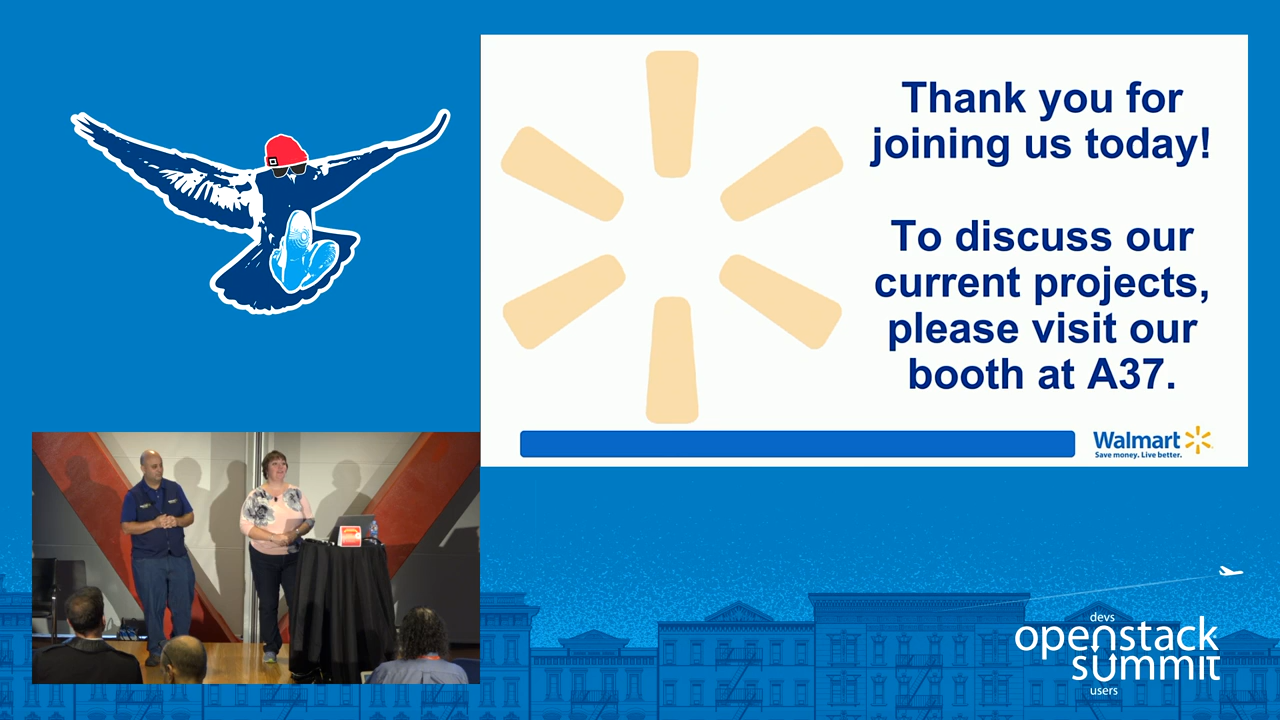 Thank you for
joining us today!
To discuss our
current projects,
please visit our
booth at A37.
Walmart
Save money. Live better.
devs
openstack
summit
users